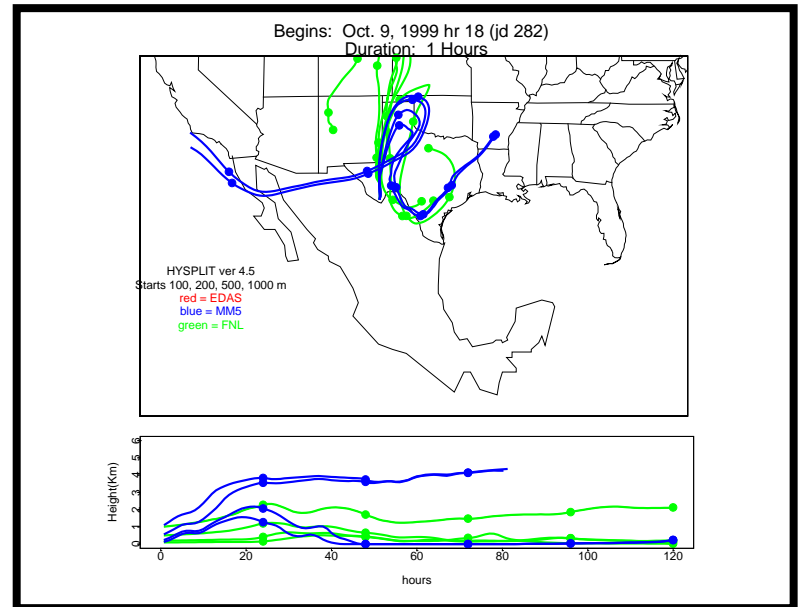 Begins:  Oct. 9, 1999 hr 18 (jd 282)
Duration:  1 Hours
HYSPLIT ver 4.5
Starts 100, 200, 500, 1000 m
red = EDAS
blue = MM5
green = FNL
Height(Km)
6
5
4
3
2
1
0
0 20 40 60 80 100 120
hours